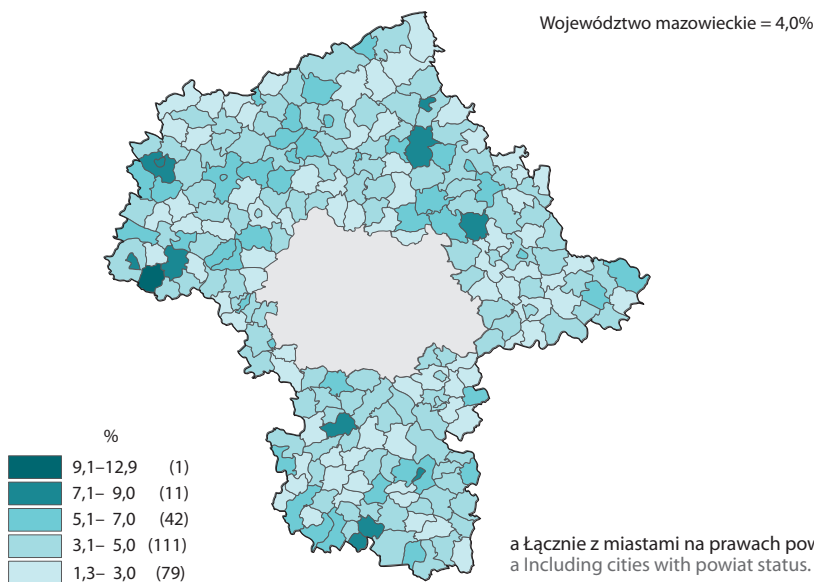 Województwo mazowieckie = 4,0%
%
9,1–12,9 (1)
7,1– 9,0 (11)
5,1– 7,0 (42)
3,1– 5,0 (111)
1,3– 3,0 (79)
a Łącznie z miastami na prawach pow
a Including cities with powiat status.